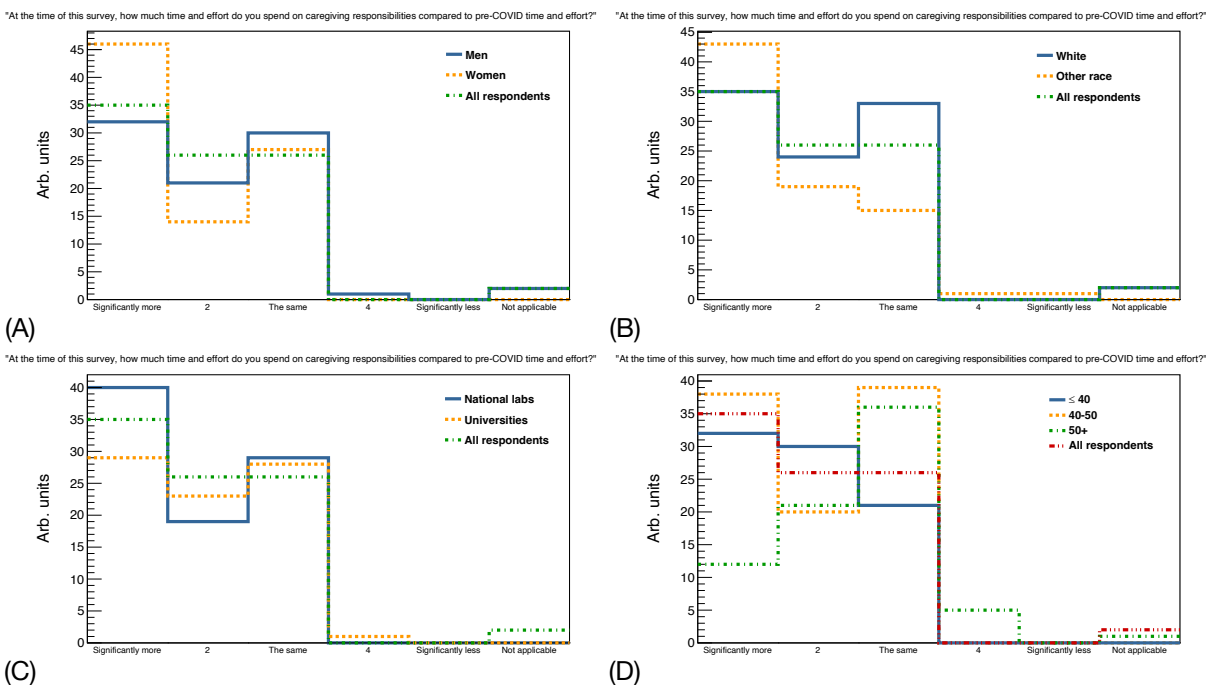 "At the time of this survey, how much time and effort do you spend on caregiving responsibilities compared to pre-COVID time and effort?"
Arb. units
45
40
35
30
25
20
15
10
5
0
Men
Women
All respondents
Significantly more 2 The same 4 Significantly less Not applicable
(A)
"At the time of this survey, how much time and effort do you spend on caregiving responsibilities compared to pre-COVID time and effort?"
Arb. units
45
40
35
30
25
20
15
10
5
0
White
Other race
All respondents
Significantly more 2 The same 4 Significantly less Not applicable
(B)
"At the time of this survey, how much time and effort do you spend on caregiving responsibilities compared to pre-COVID time and effort?"
Arb. units
40
35
30
25
20
15
10
5
0
National labs
Universities
All respondents
Significantly more 2 The same 4 Significantly less Not applicable
(C)
"At the time of this survey, how much time and effort do you spend on caregiving responsibilities compared to pre-COVID time and effort?"
Arb. units
40
35
30
25
20
15
10
5
0
≤ 40
40-50
50+
All respondents
Significantly more 2 The same 4 Significantly less Not applicable
(D)